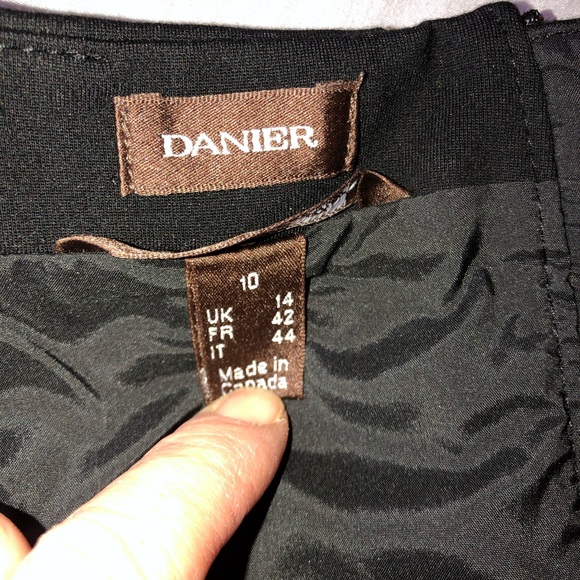 DANIER
10
UK 14
FR 42
IT 44
Made in
Canada